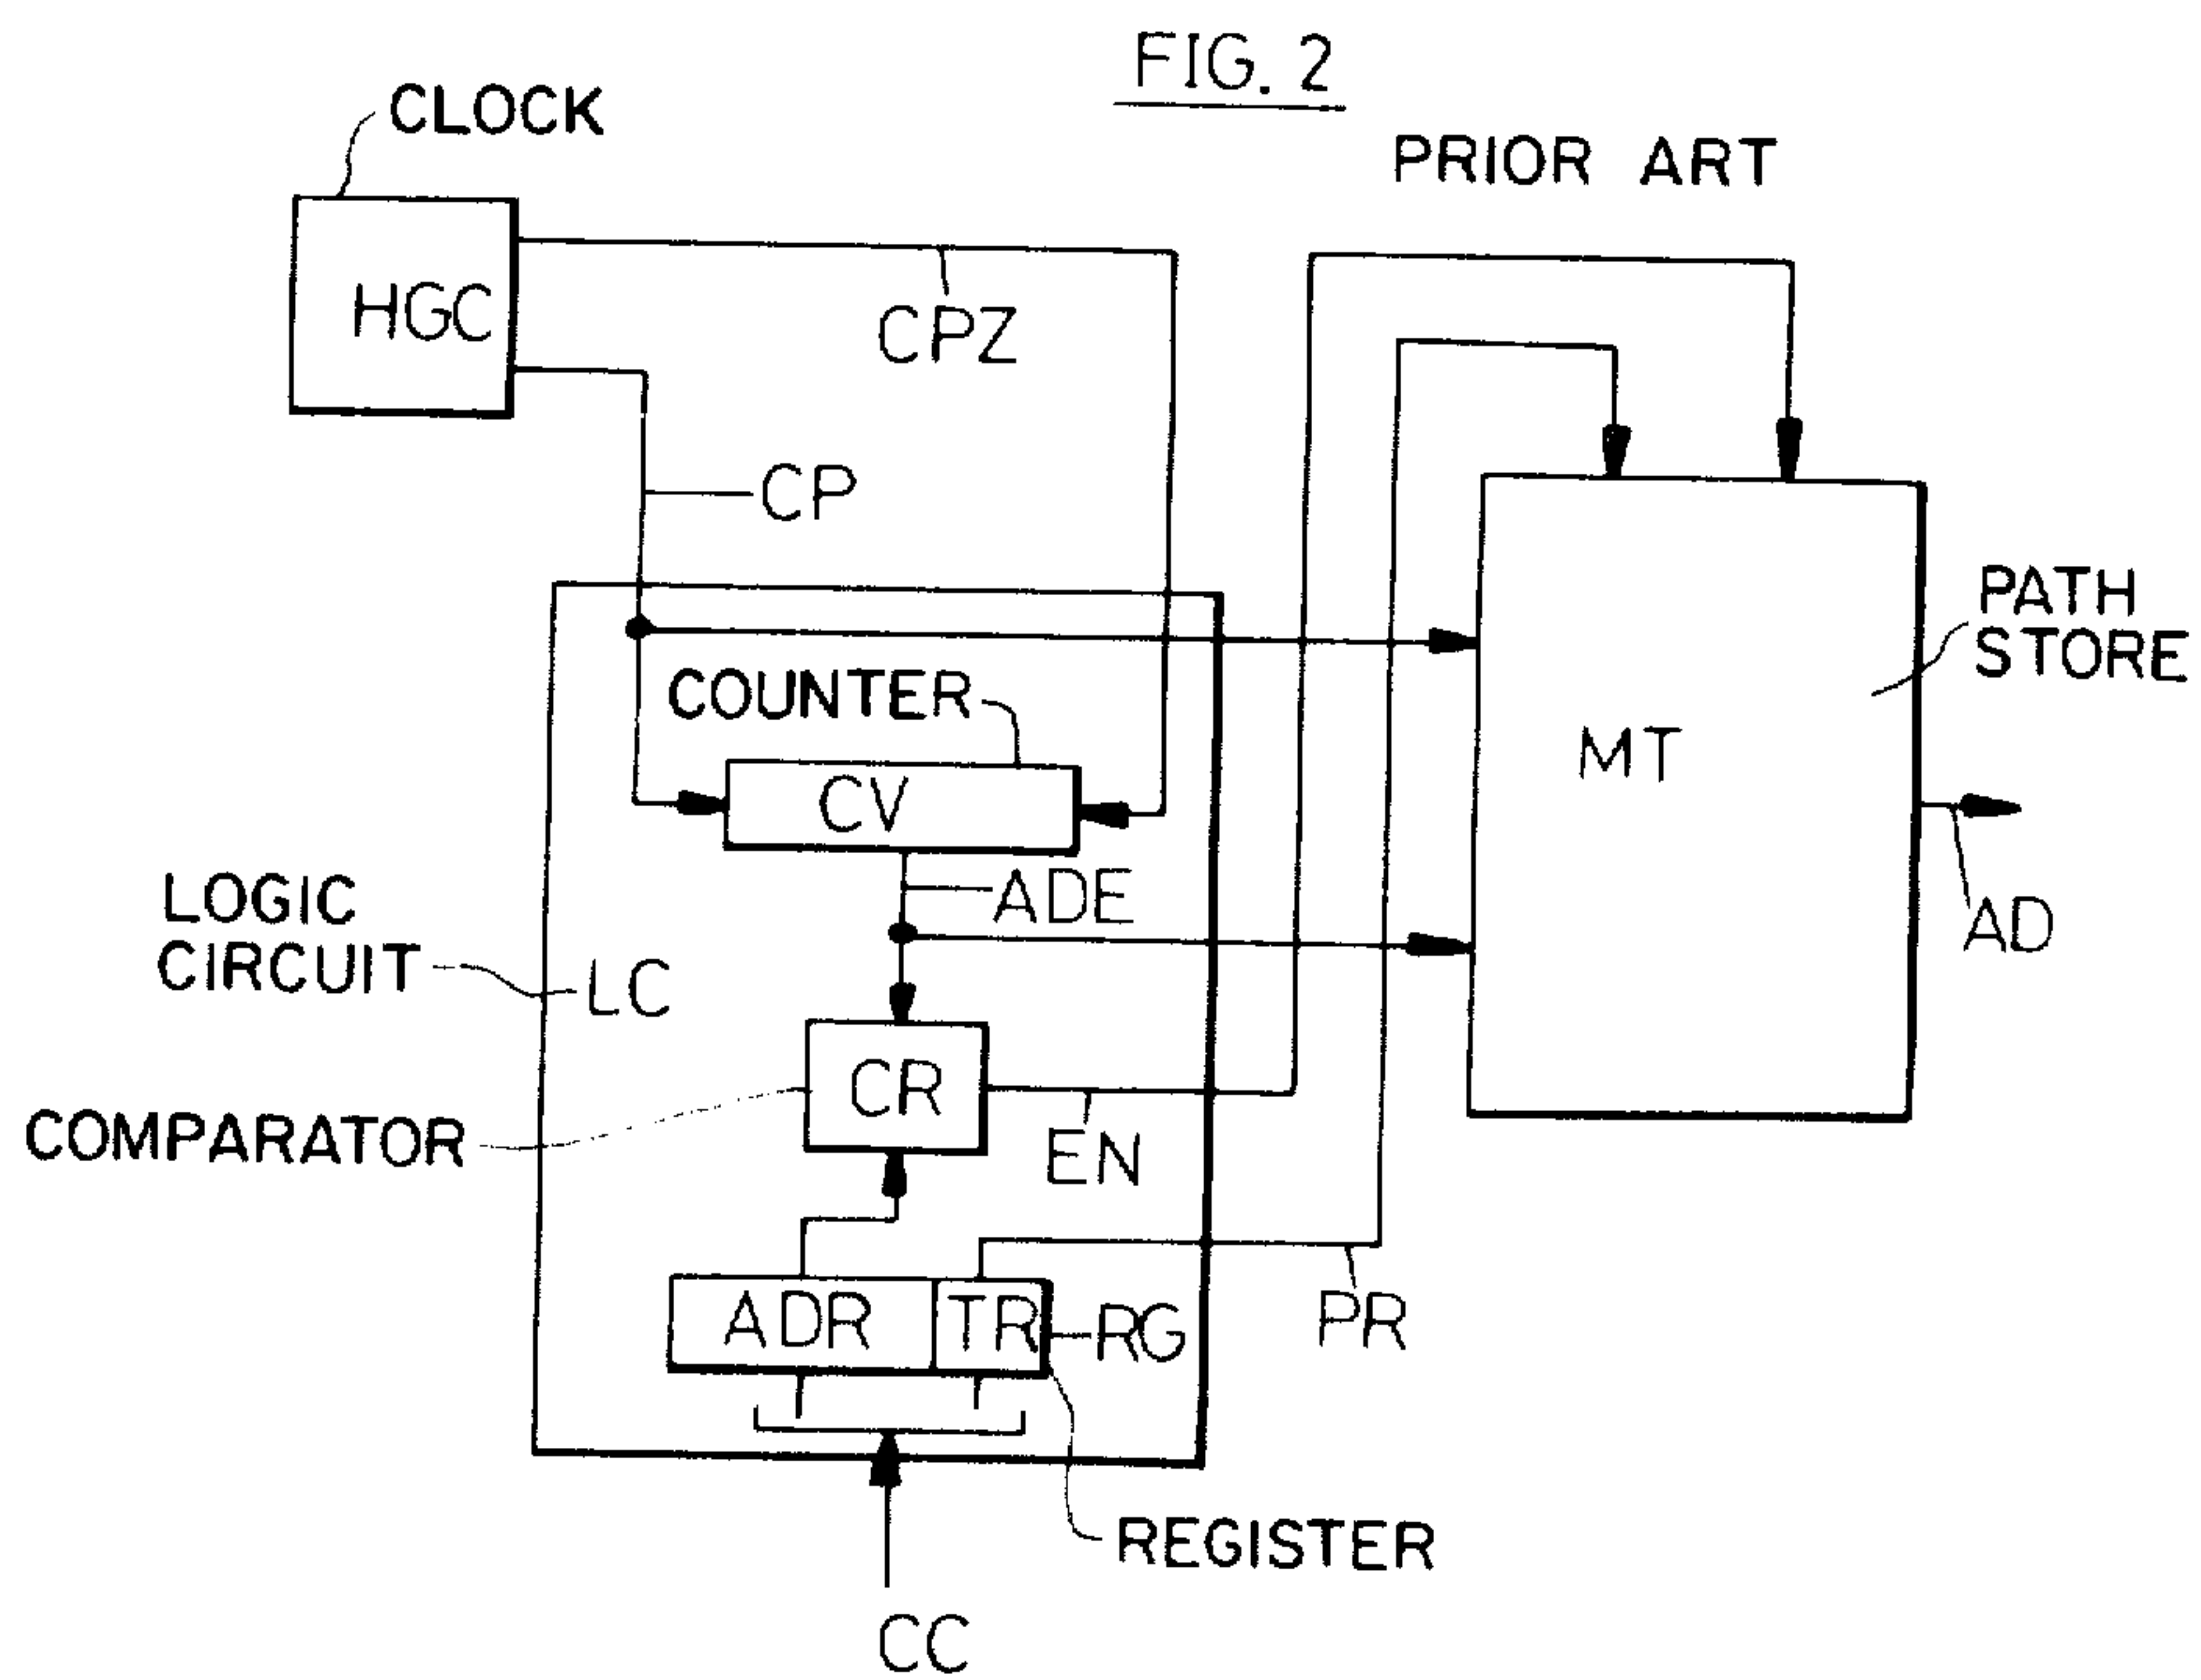 FIG. 2
CLOCK
PRIOR ART
HGC
CPZ
CP
PATH
STORE
COUNTER
MT
CV
ADE
AD
LOGIC
CIRCUIT
LC
CR
COMPARATOR
EN
ADR
TR
RG
PR
REGISTER
CC